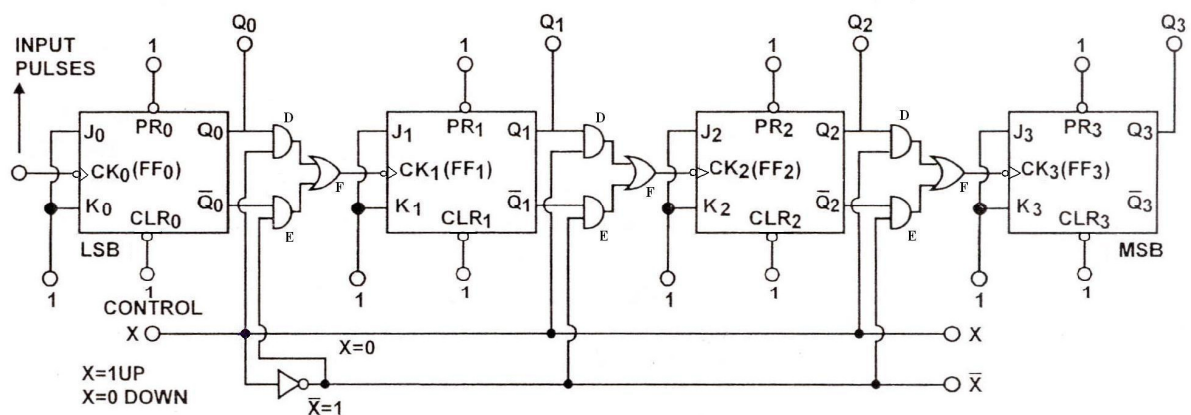 Q0 Q1 Q2 Q3
INPUT
PULSES
1 1 1 1
J0 PR0 Q0 D J1 PR1 Q1 D J2 PR2 Q2 D J3 PR3 Q3
CK0(FF0) F CK1(FF1) F CK2(FF2) F CK3(FF3)
K0 Q̅0 K1 Q̅1 K2 Q̅2 K3 Q̅3
CLR0 E CLR1 E CLR2 E CLR3
LSB MSB
1 1 1 1 1 1 1 1
CONTROL
X X
X=0
X=1UP
X=0 DOWN
X̅=1
X̅